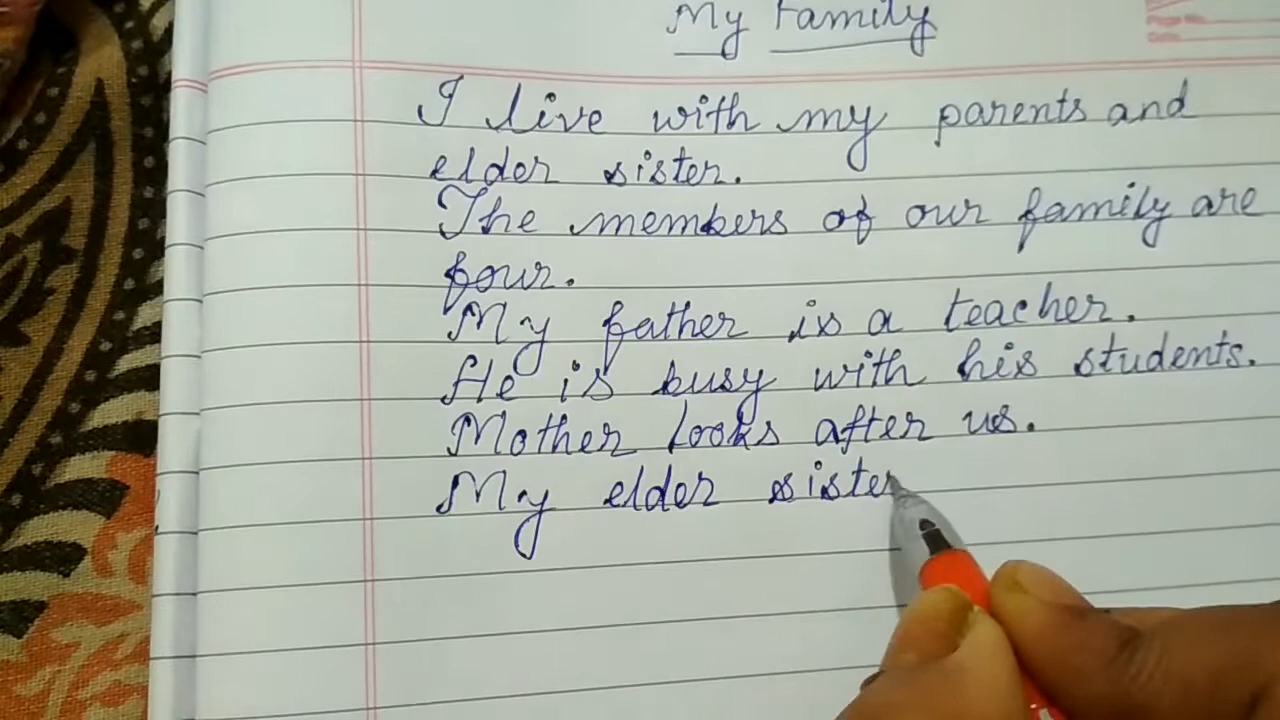 My Family
I live with my parents and
elder sister.
The members of our family are
four.
My father is a teacher.
He is busy with his students.
Mother looks after us.
My elder sister